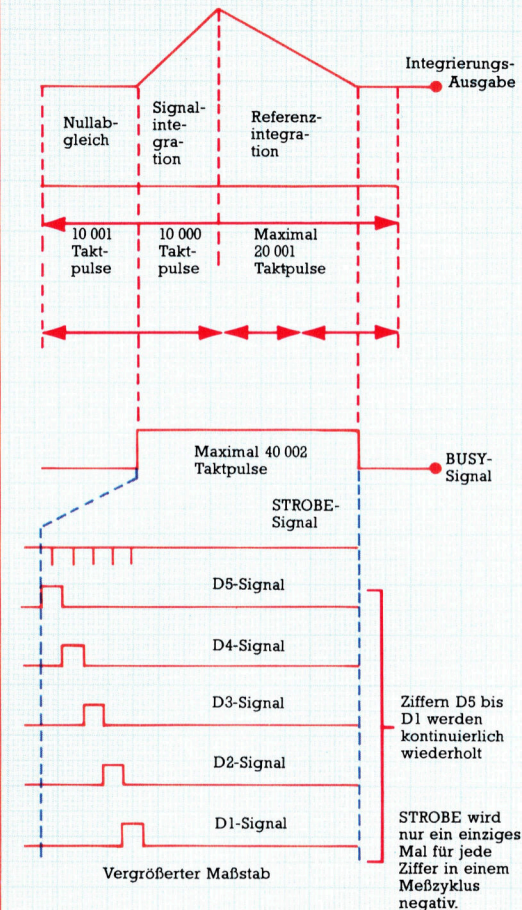 Integrierungs-
Ausgabe
Nullab-
gleich
Signal-
inte-
gra-
tion
Referenz-
integra-
tion
10 001
Takt-
pulse
10 000
Takt-
pulse
Maximal
20 001
Taktpulse
Maximal 40 002
Taktpulse
BUSY-
Signal
STROBE-
Signal
D5-Signal
D4-Signal
D3-Signal
D2-Signal
D1-Signal
Ziffern D5 bis
D1 werden
kontinuierlich
wiederholt
STROBE wird
nur ein einziges
Mal für jede
Ziffer in einem
Meßzyklus
negativ.
Vergrößerter Maßstab